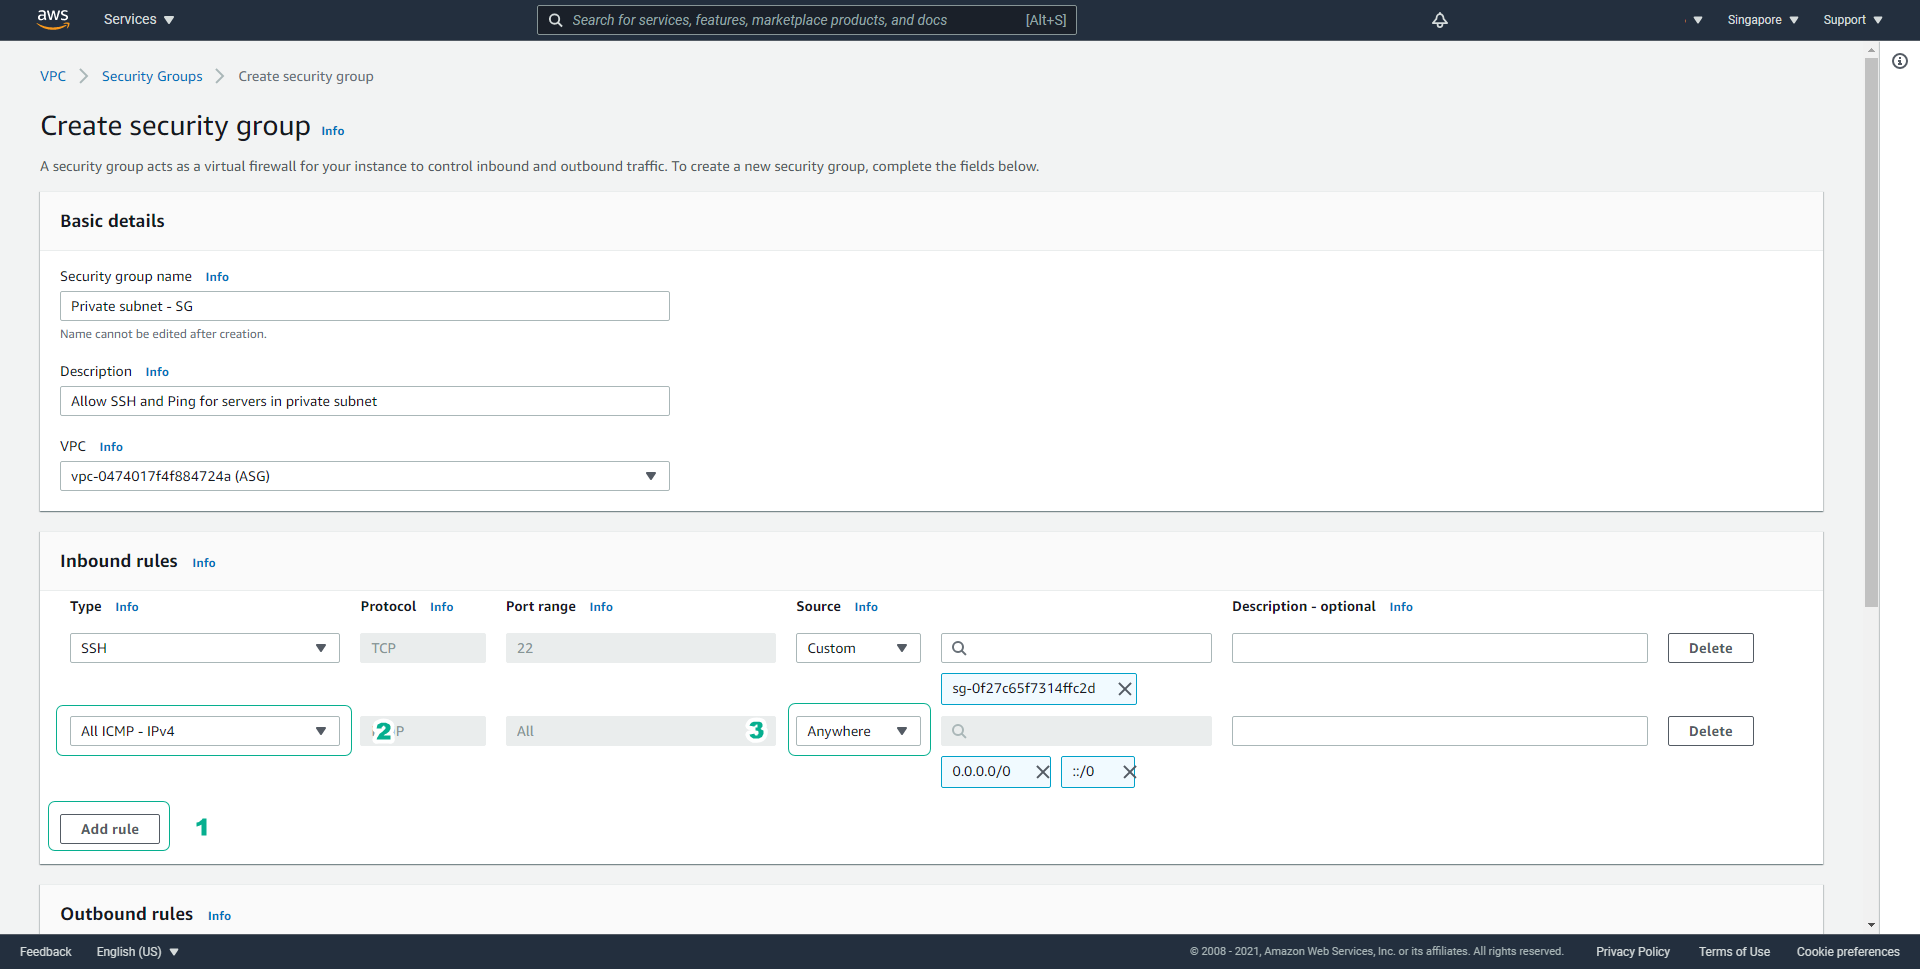 aws Services Search for services, features, marketplace products, and docs [Alt+S] Singapore Support
VPC Security Groups Create security group
Create security group Info
A security group acts as a virtual firewall for your instance to control inbound and outbound traffic. To create a new security group, complete the fields below.
Basic details
Security group name Info
Private subnet - SG
Name cannot be edited after creation.
Description Info
Allow SSH and Ping for servers in private subnet
VPC Info
vpc-0474017f4f884724a (ASG)
Inbound rules Info
Type Info Protocol Info Port range Info Source Info Description - optional Info
SSH TCP 22 Custom Delete
sg-0f27c65f7314ffc2d
All ICMP - IPv4 2 P All 3 Anywhere Delete
0.0.0.0/0 ::/0
Add rule 1
Outbound rules Info
Feedback English (US) © 2008 - 2021, Amazon Web Services, Inc. or its affiliates. All rights reserved. Privacy Policy Terms of Use Cookie preferences